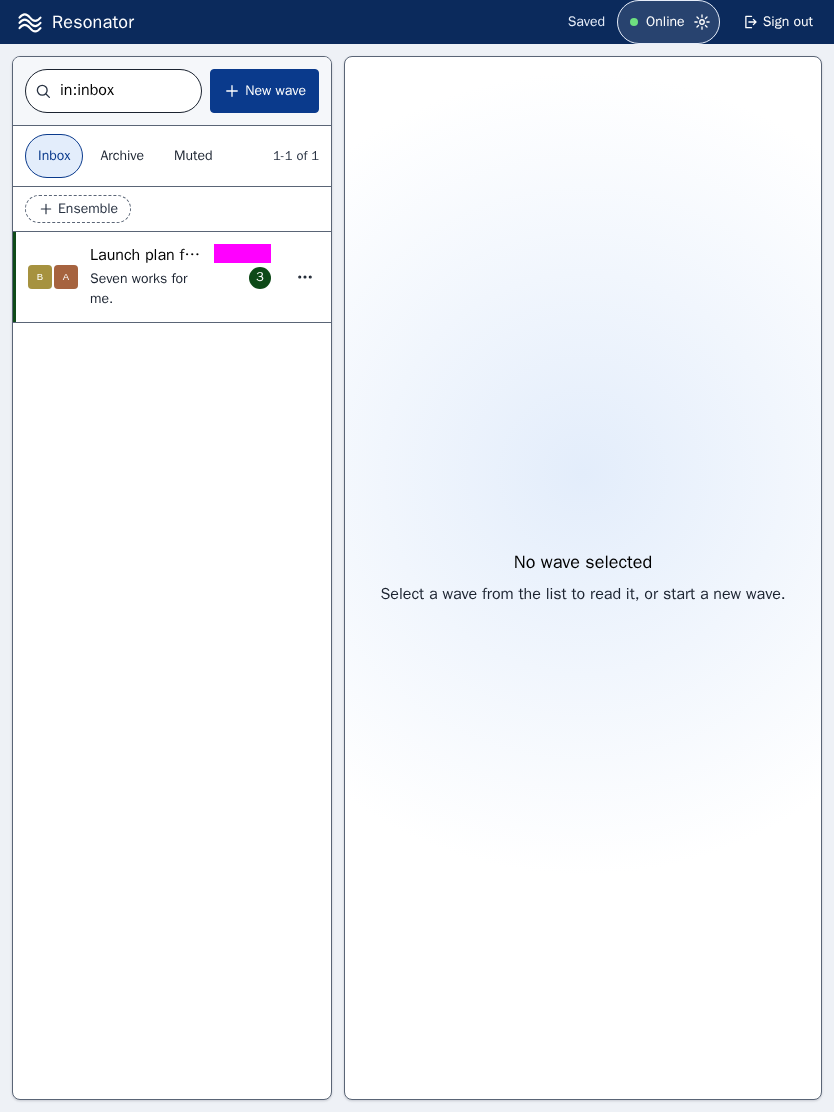 Resonator
Saved
Online
Sign out
in:inbox
New wave
Inbox
Archive
Muted
1-1 of 1
Ensemble
B
A
Launch plan f…
Seven works for
me.
3
No wave selected
Select a wave from the list to read it, or start a new wave.